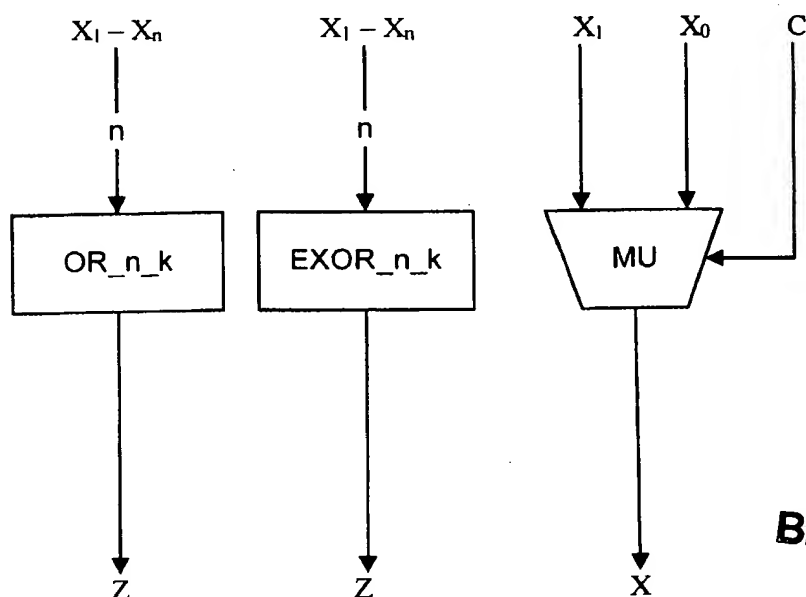 X₁ – Xₙ X₁ – Xₙ X₁ X₀ C
n n
OR_n_k EXOR_n_k MU
B
Z Z X